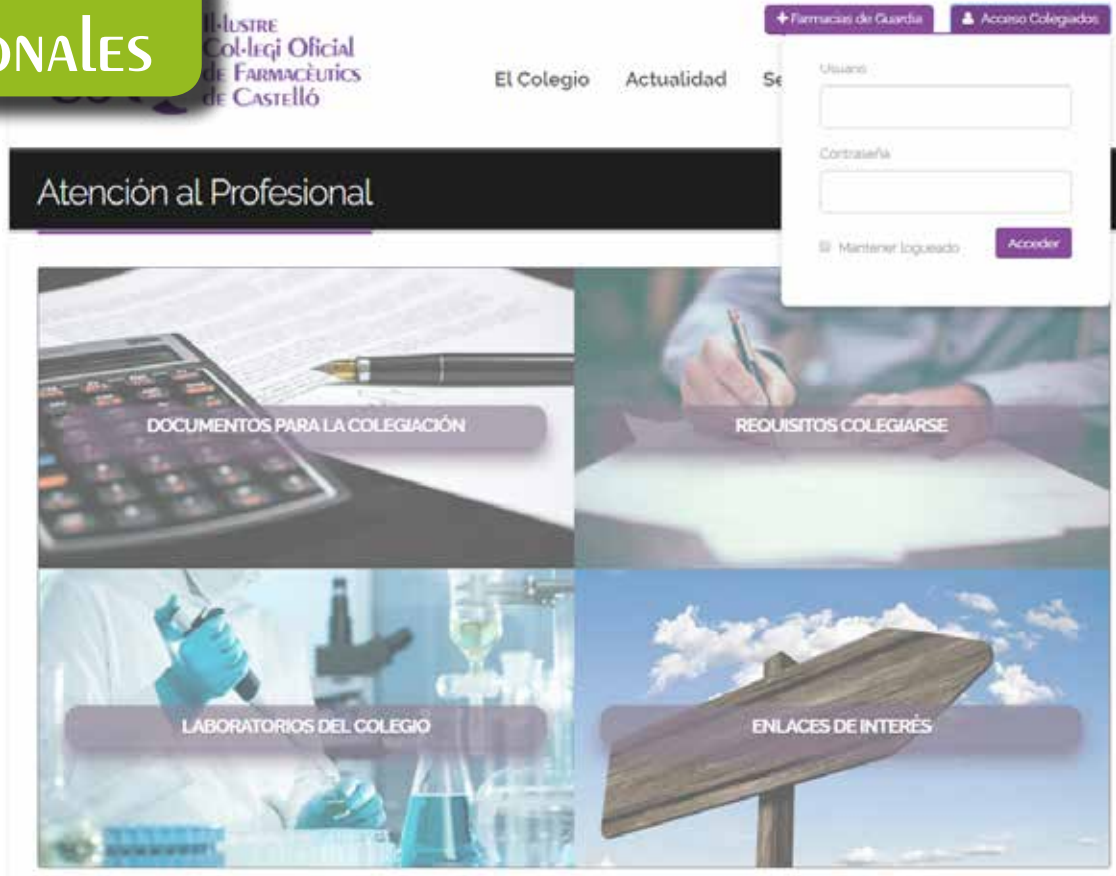 ONALES
Il·lustre
Col·legi Oficial
de Farmacèutics
de Castelló
+ Farmacias de Guardia
Acceso Colegiados
El Colegio
Actualidad
Usuario
Contraseña
Mantener logueado
Acceder
Atención al Profesional
DOCUMENTOS PARA LA COLEGIACIÓN
REQUISITOS COLEGIARSE
LABORATORIOS DEL COLEGIO
ENLACES DE INTERÉS